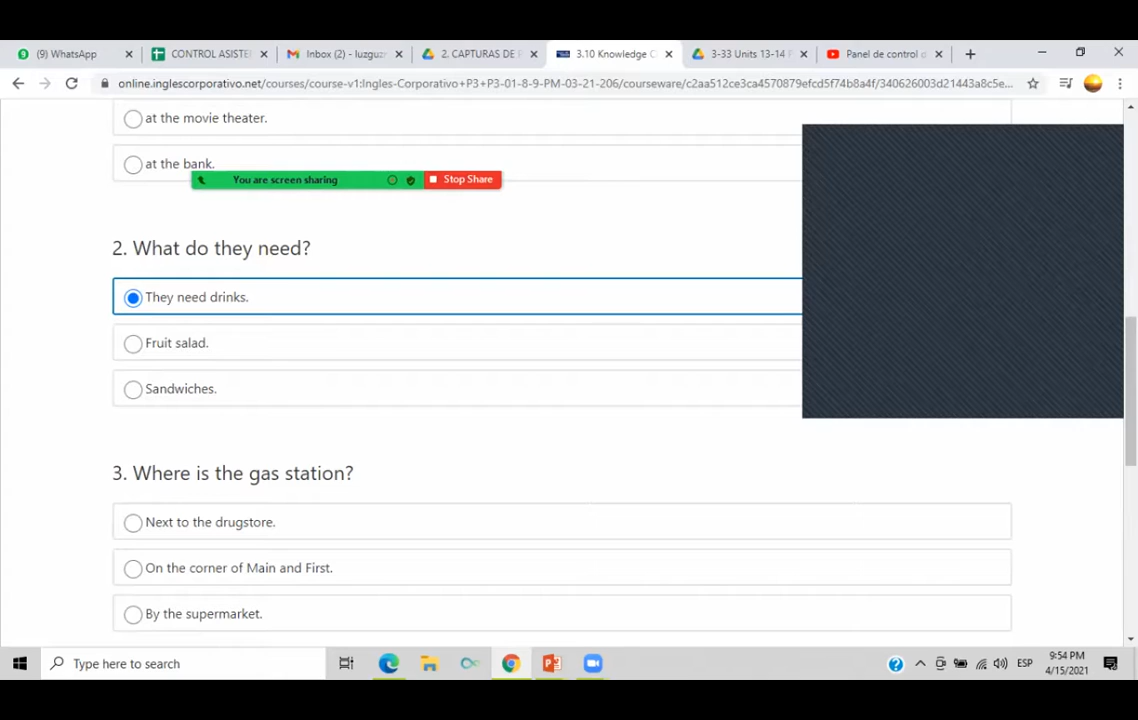 (9) WhatsApp
CONTROL ASISTE
Inbox (2) - luzguz
2. CAPTURAS DE P
3.10 Knowledge C
3-33 Units 13-14 P
Panel de control d
online.inglescorporativo.net/courses/course-v1:Ingles-Corporativo+P3+P3-01-8-9-PM-03-21-206/courseware/c2aa512ce3ca4570879efcd5f74b8a4f/340626003d21443a8c5e...
at the movie theater.
at the bank.
You are screen sharing
Stop Share
2. What do they need?
They need drinks.
Fruit salad.
Sandwiches.
3. Where is the gas station?
Next to the drugstore.
On the corner of Main and First.
By the supermarket.
Type here to search
ESP
9:54 PM
4/15/2021